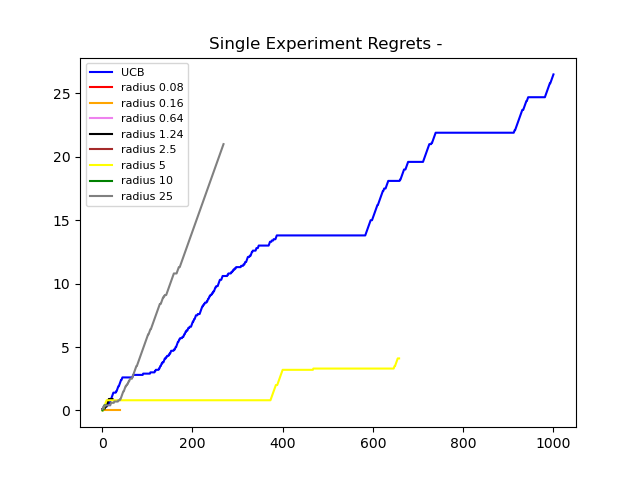 Single Experiment Regrets -
UCB
radius 0.08
radius 0.16
radius 0.64
radius 1.24
radius 2.5
radius 5
radius 10
radius 25
25
20
15
10
5
0
0 200 400 600 800 1000